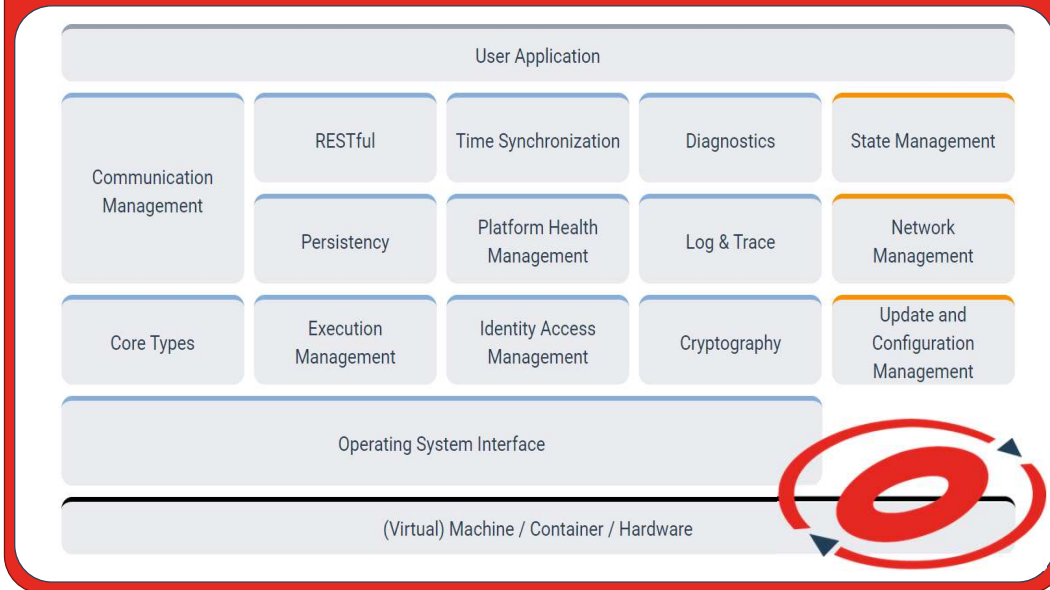 User Application
Communication
Management
RESTful
Time Synchronization
Diagnostics
State Management
Persistency
Platform Health
Management
Log & Trace
Network
Management
Core Types
Execution
Management
Identity Access
Management
Cryptography
Update and
Configuration
Management
Operating System Interface
(Virtual) Machine / Container / Hardware